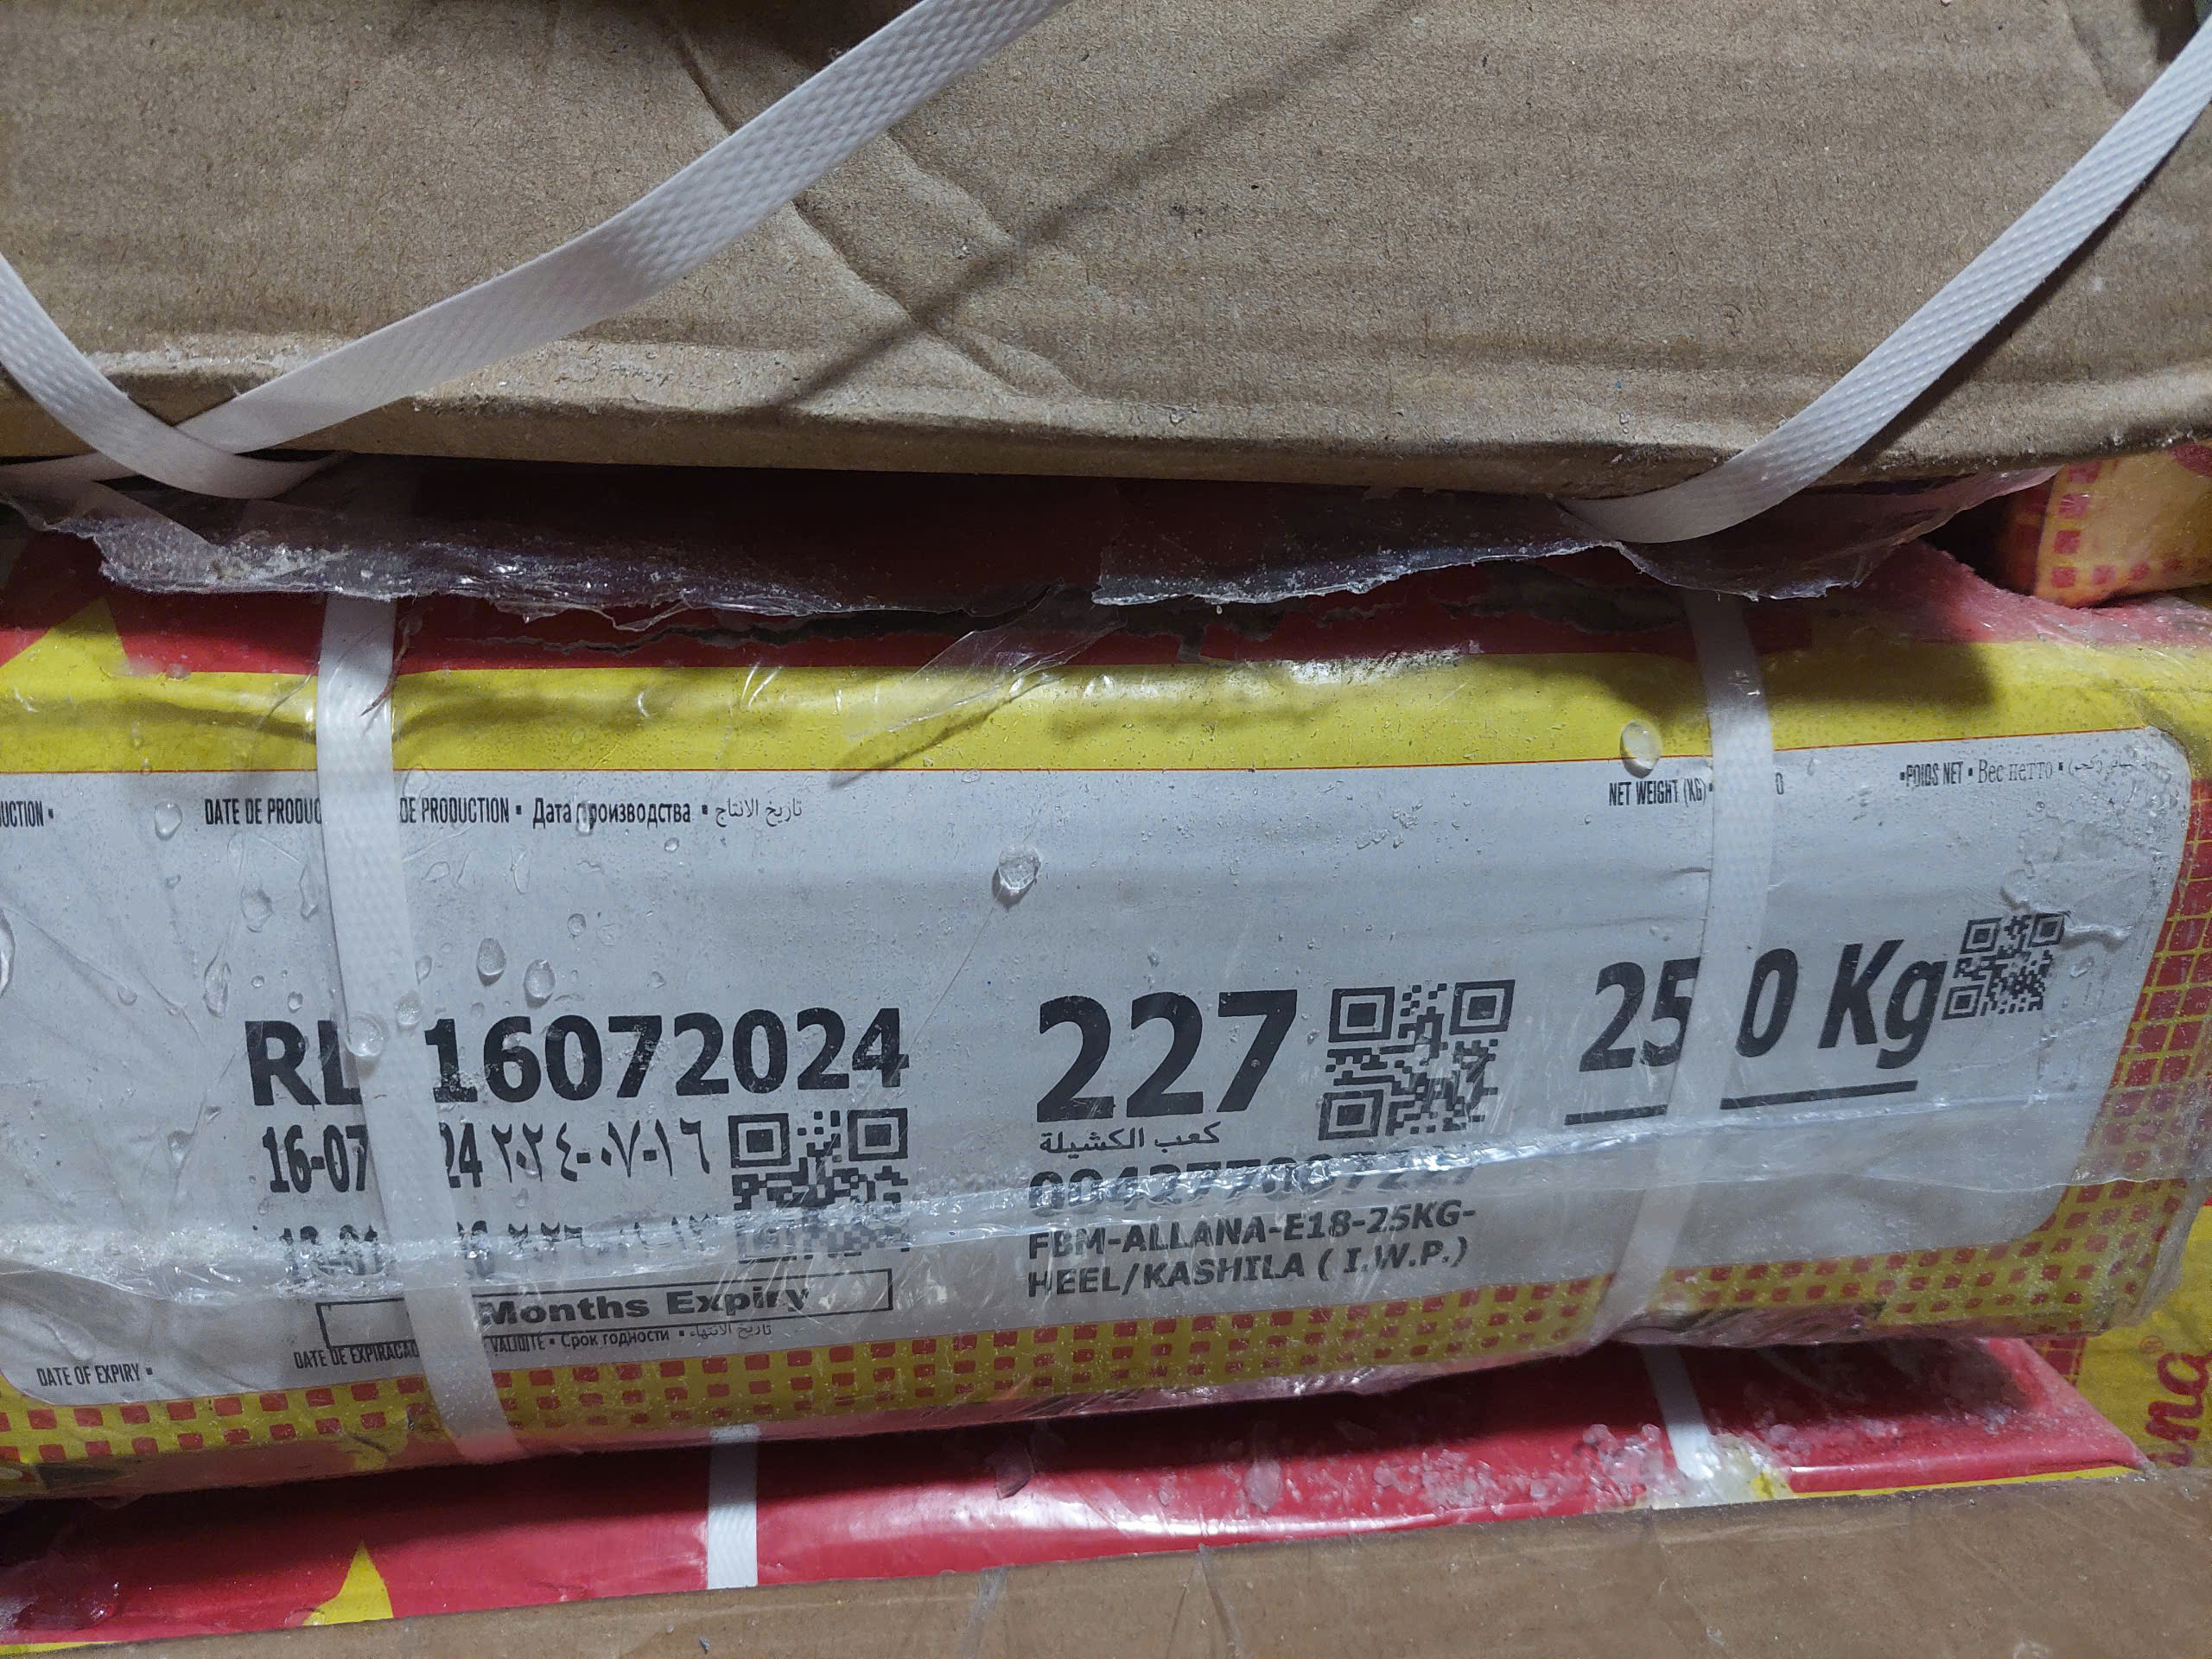 DATE DE PRODUC DE PRODUCTION ▪ Дата производства ▪ تاريخ الانتاج
NET WEIGHT (KG) ▪
▪POIDS NET ▪ Вес нетто ▪
25 0 Kg
RL 16072024
227
16-07 24 ٢٠٢٤-٠٧-١٦
كعب الكشيلة
FBM-ALLANA-E18-25KG-
HEEL/KASHILA ( I.W.P.)
Months Expiry
DATE OF EXPIRY ▪
DATE DE EXPIRACAO VALIDITE ▪ Срок годности ▪ تاريخ الانتهاء